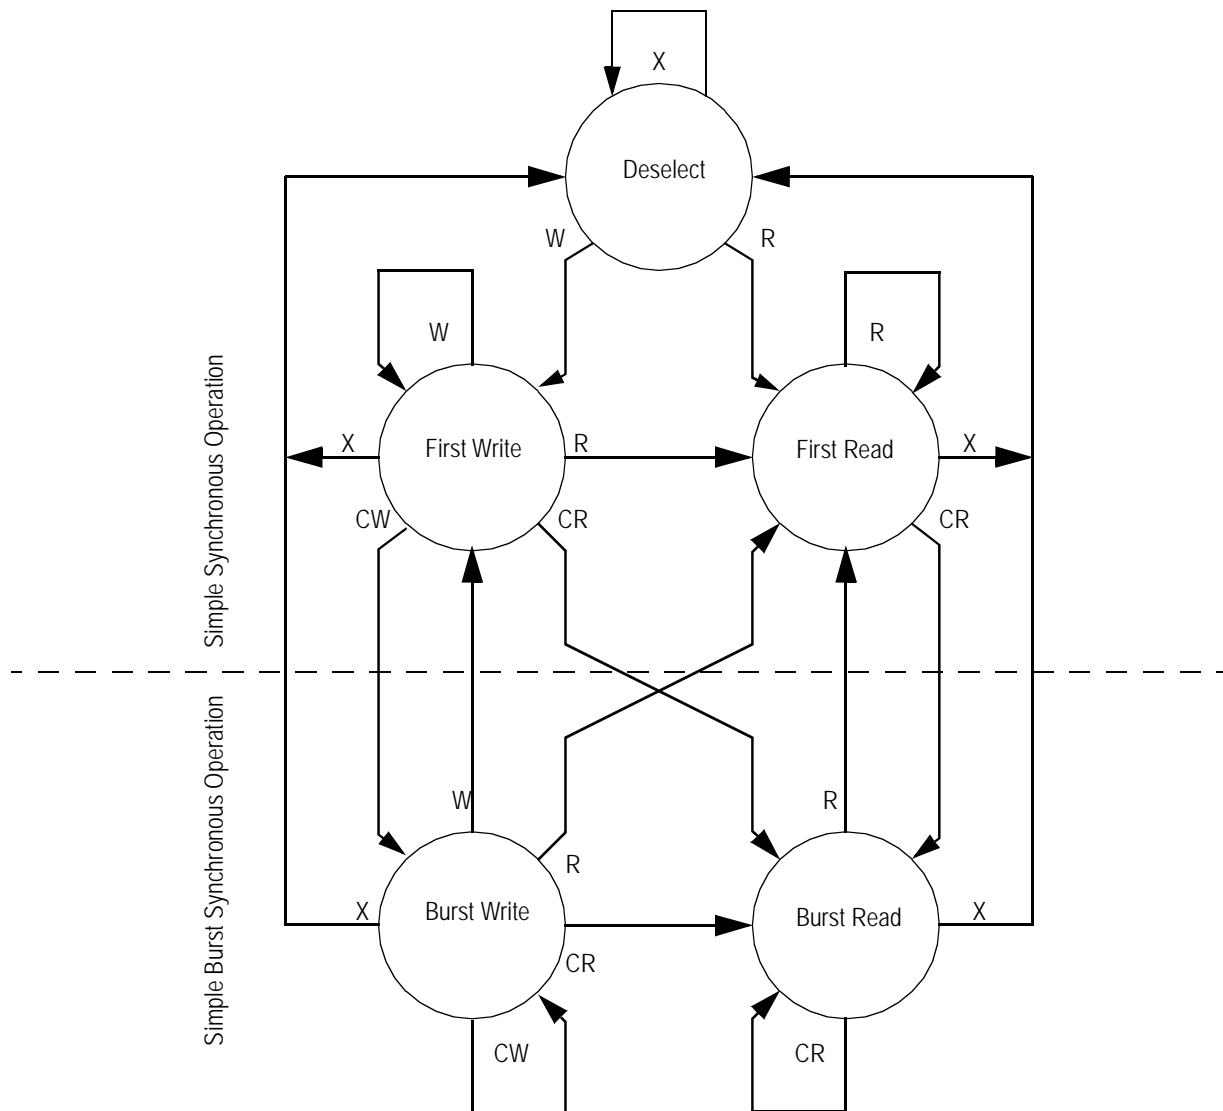 X
Deselect
W
R
W
R
Simple Synchronous Operation
X
First Write
R
First Read
X
CW
CR
CR
Simple Burst Synchronous Operation
W
R
R
X
Burst Write
Burst Read
X
CR
CW
CR